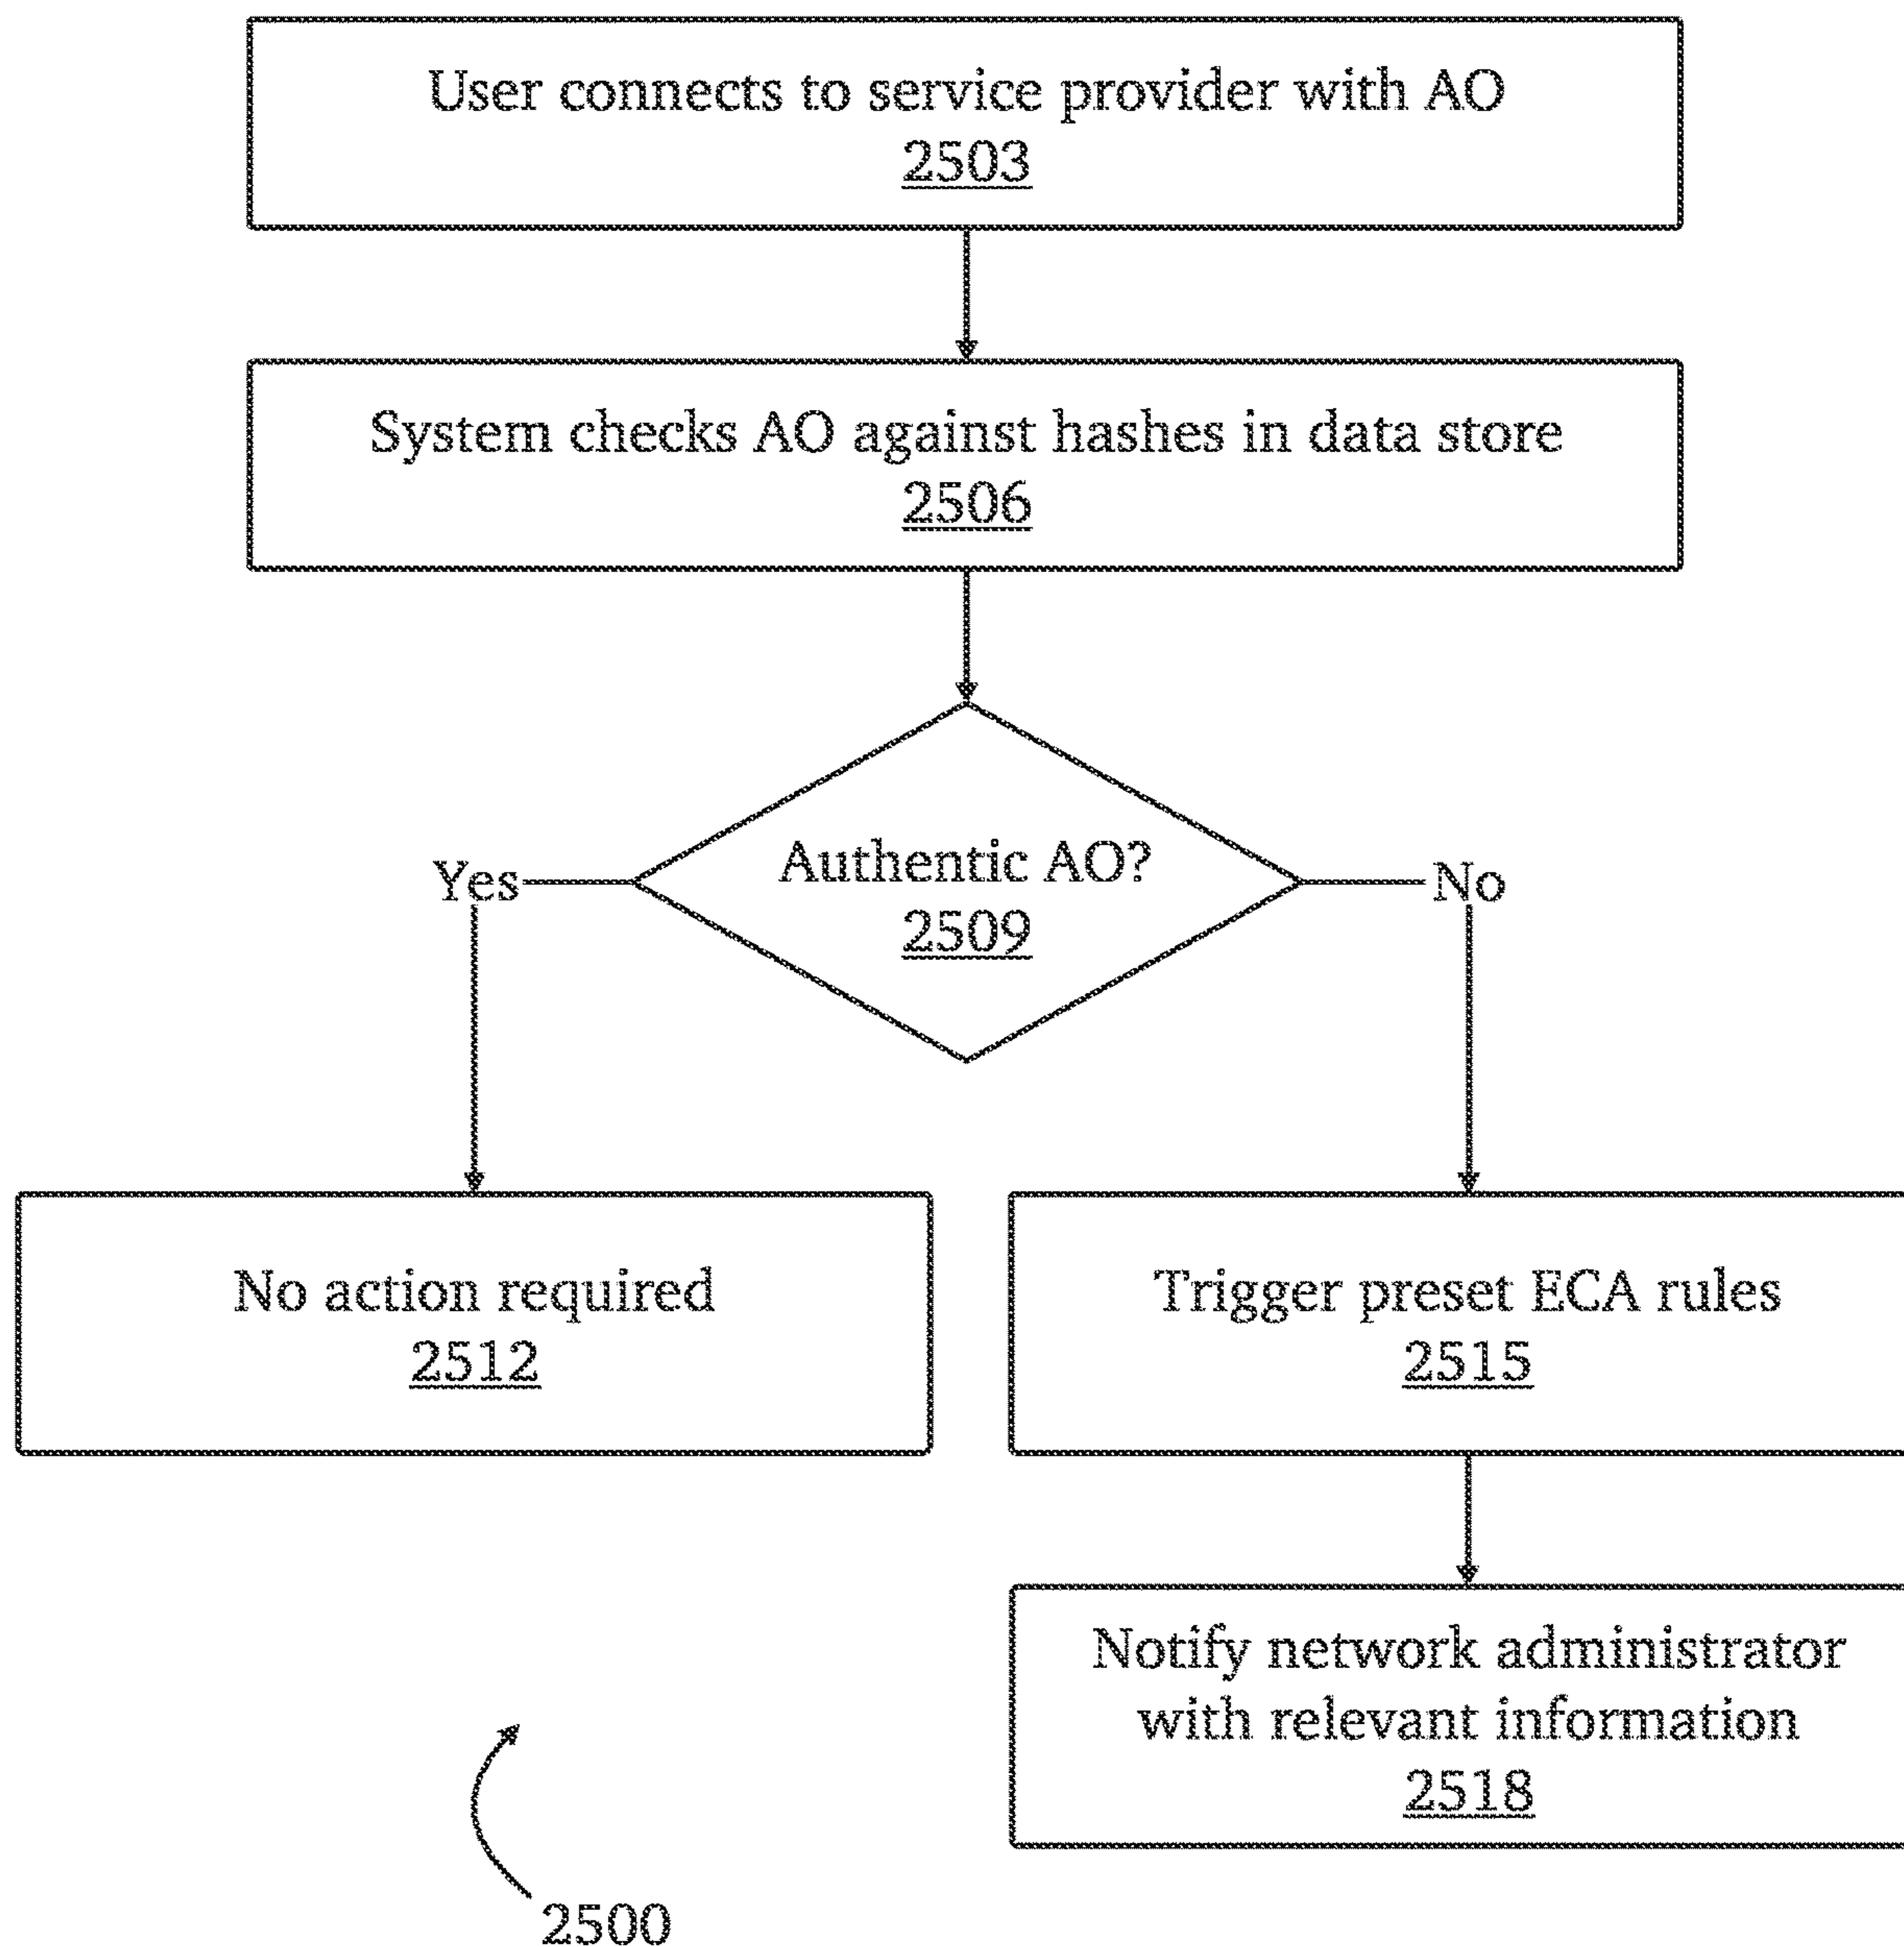 User connects to service provider with AO
2503
System checks AO against hashes in data store
2506
Authentic AO?
2509
Yes
No
No action required
2512
Trigger preset ECA rules
2515
Notify network administrator
with relevant information
2518
2500